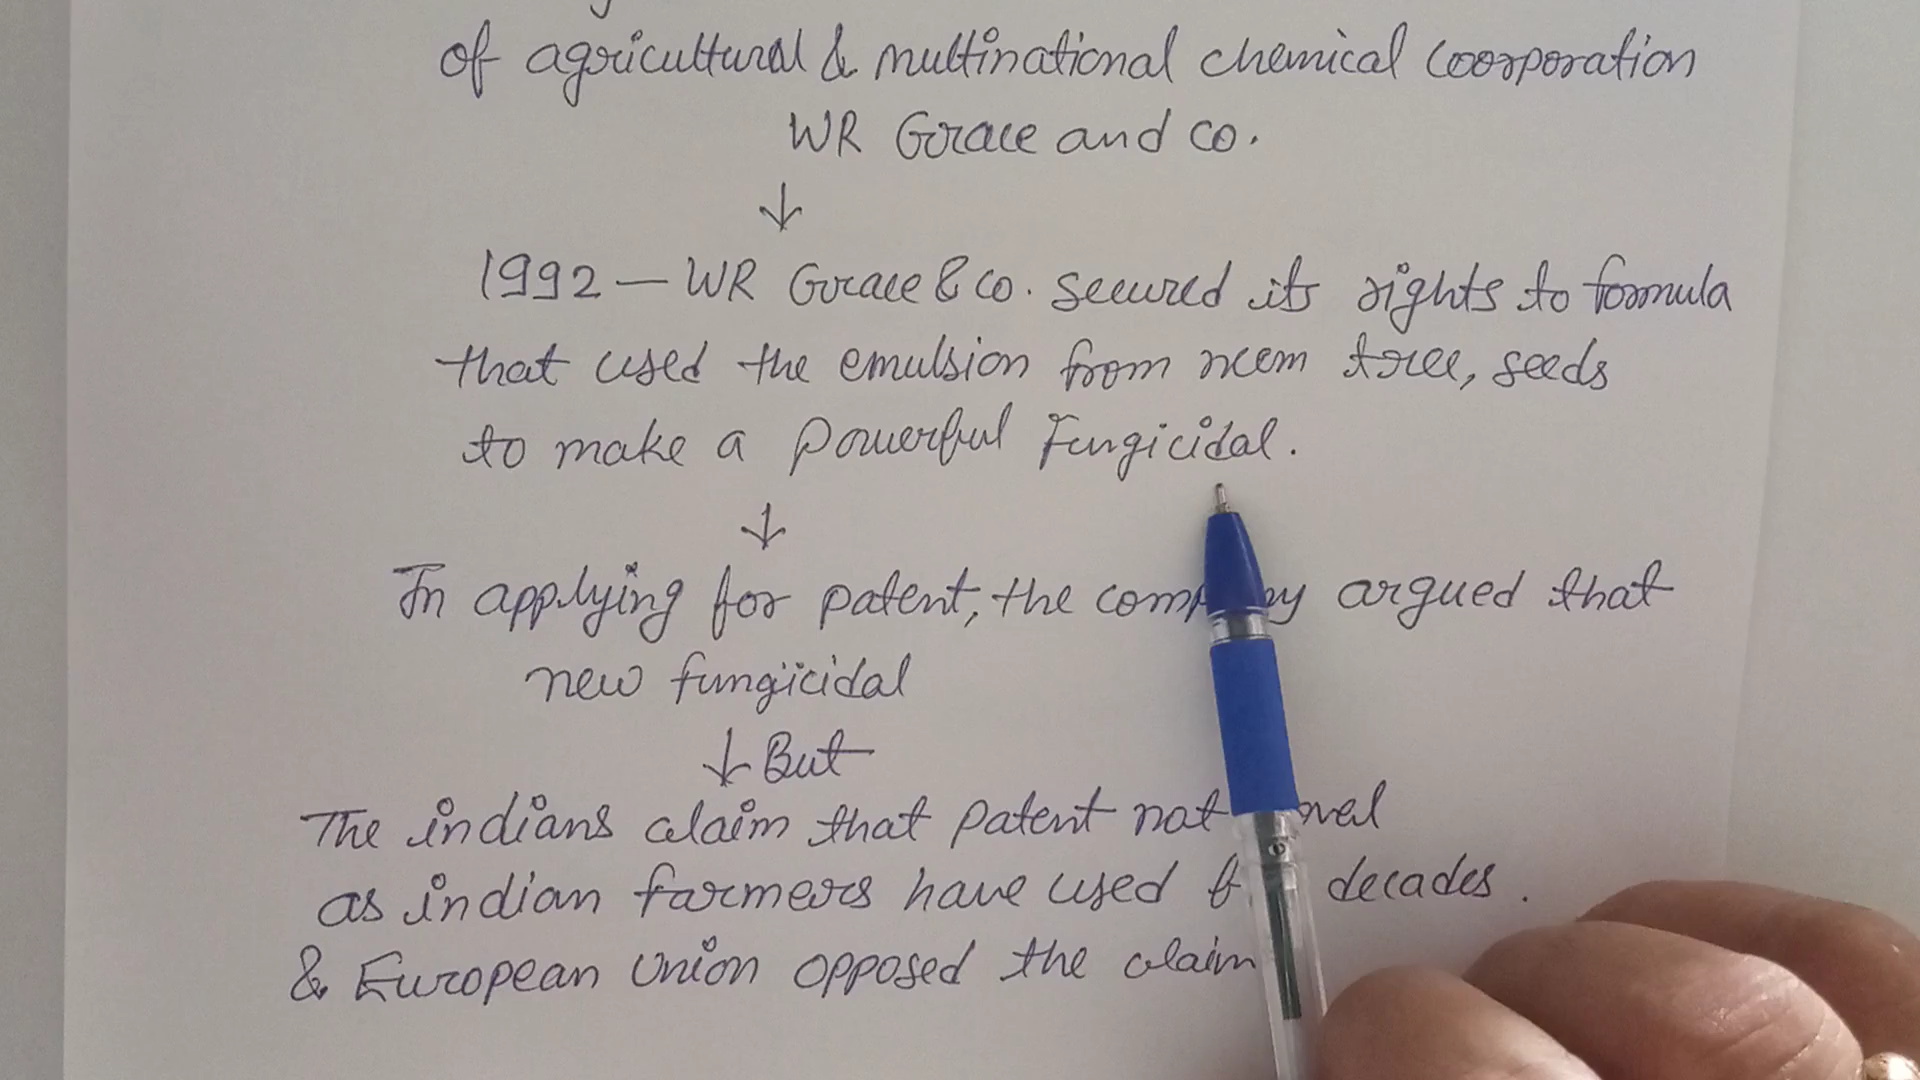 of agricultural & multinational chemical Coorporation
WR Grace and co.
↓
1992 — WR Grace & co. secured its rights to formula
that used the emulsion from neem tree, seeds
to make a powerful Fungicidal.
↓
In applying for patent, the company argued that
new fungicidal
↓ But
The indians claim that patent not
as indian farmers have used decades.
& European Union opposed the claim